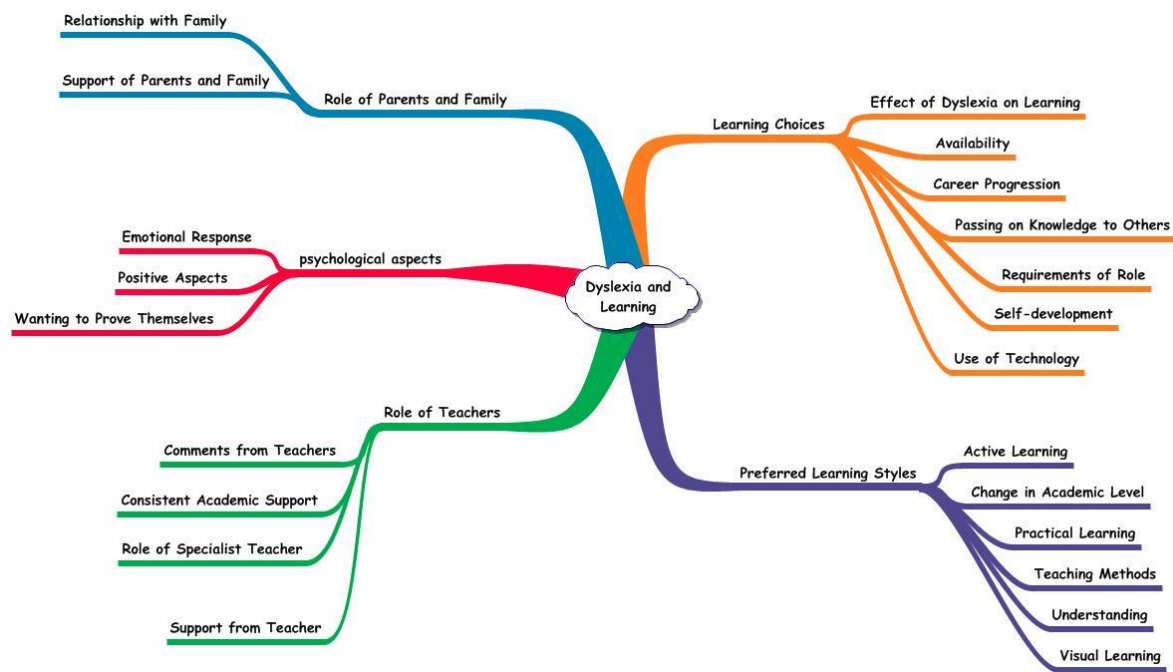 Dyslexia and
Learning
Role of Parents and Family
Relationship with Family
Support of Parents and Family
psychological aspects
Emotional Response
Positive Aspects
Wanting to Prove Themselves
Role of Teachers
Comments from Teachers
Consistent Academic Support
Role of Specialist Teacher
Support from Teacher
Learning Choices
Effect of Dyslexia on Learning
Availability
Career Progression
Passing on Knowledge to Others
Requirements of Role
Self-development
Use of Technology
Preferred Learning Styles
Active Learning
Change in Academic Level
Practical Learning
Teaching Methods
Understanding
Visual Learning